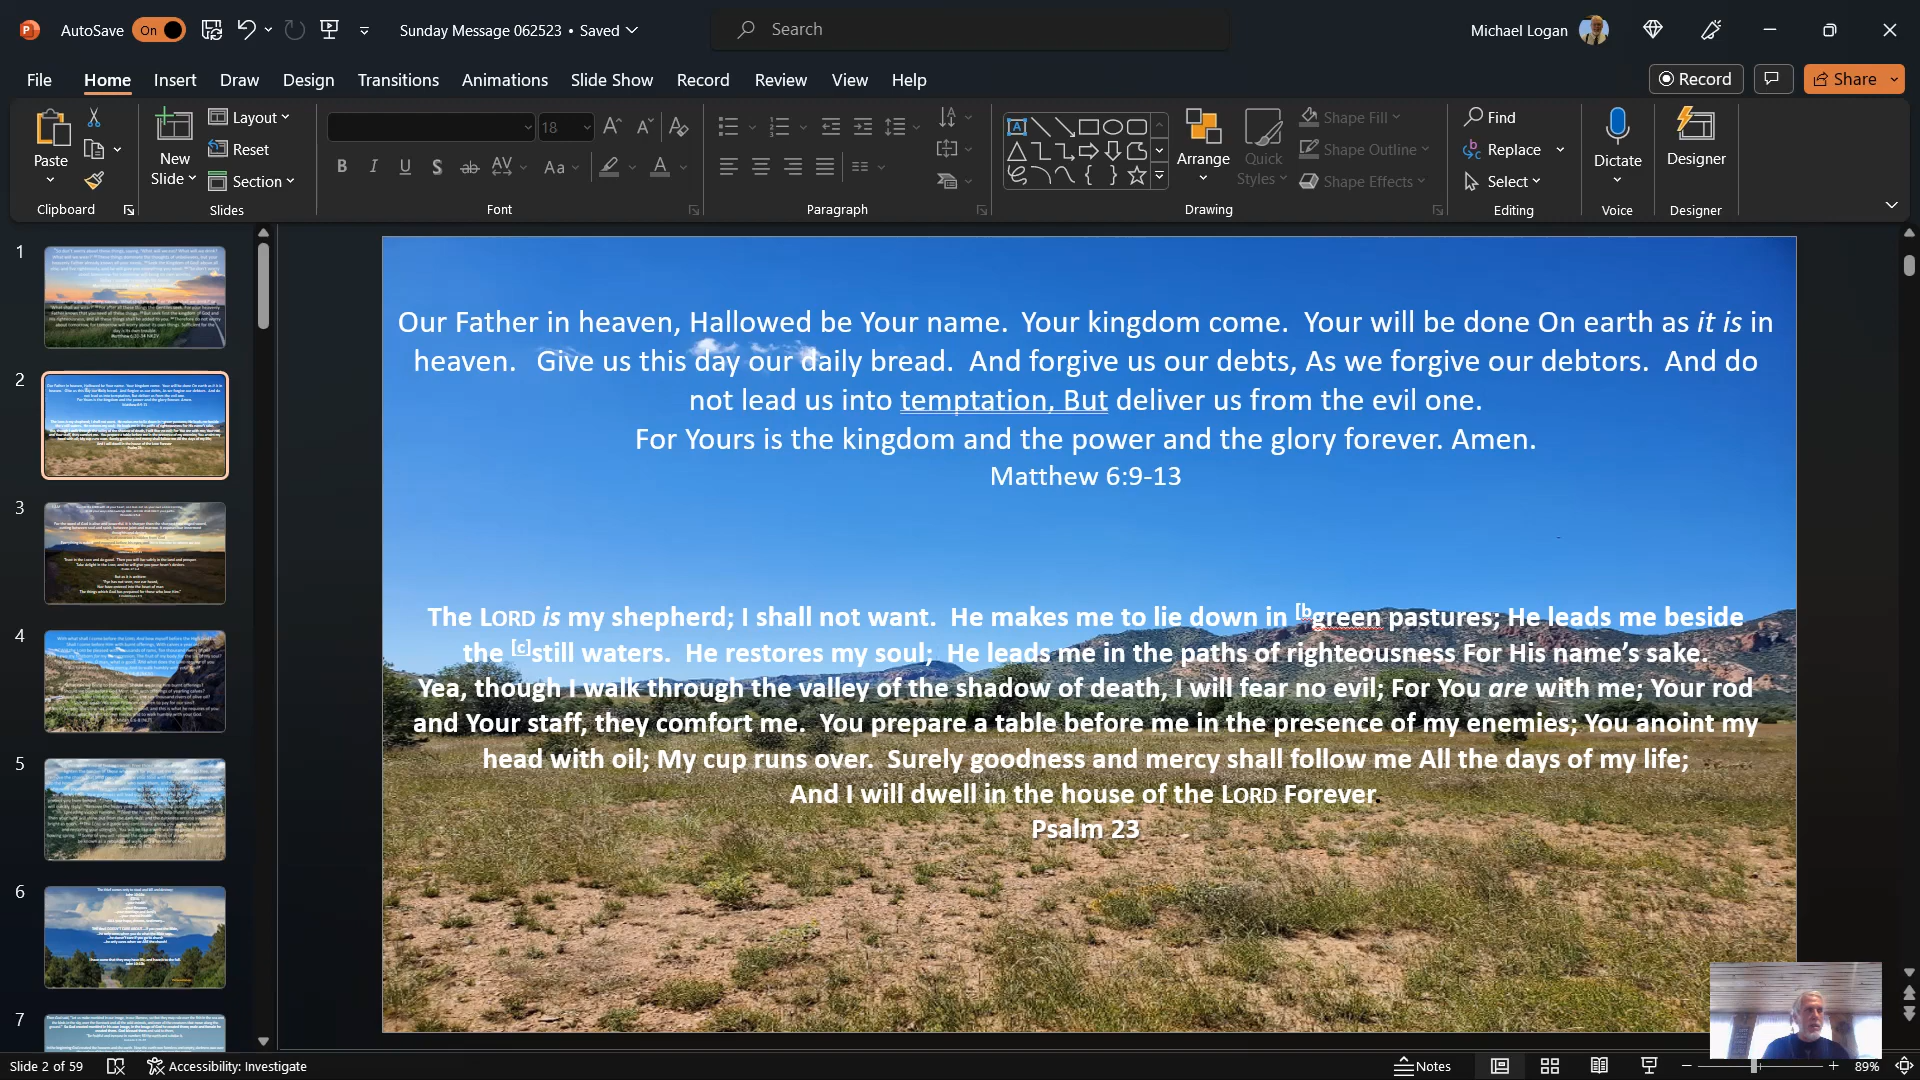 AutoSave On Sunday Message 062523 • Saved Search Michael Logan
File Home Insert Draw Design Transitions Animations Slide Show Record Review View Help Record Share
Paste
New Slide
Layout
Reset
Section
18
B I U S ab AV Aa A
Arrange
Quick Styles
Shape Fill
Shape Outline
Shape Effects
Find
Replace
Select
Dictate
Designer
Clipboard Slides Font Paragraph Drawing Editing Voice Designer
1
2
3
4
5
6
7
Our Father in heaven, Hallowed be Your name. Your kingdom come. Your will be done On earth as it is in
heaven. Give us this day our daily bread. And forgive us our debts, As we forgive our debtors. And do
not lead us into temptation, But deliver us from the evil one.
For Yours is the kingdom and the power and the glory forever. Amen.
Matthew 6:9-13
The LORD is my shepherd; I shall not want. He makes me to lie down in [bgreen pastures; He leads me beside
the [c]still waters. He restores my soul; He leads me in the paths of righteousness For His name’s sake.
Yea, though I walk through the valley of the shadow of death, I will fear no evil; For You are with me; Your rod
and Your staff, they comfort me. You prepare a table before me in the presence of my enemies; You anoint my
head with oil; My cup runs over. Surely goodness and mercy shall follow me All the days of my life;
And I will dwell in the house of the LORD Forever.
Psalm 23
Slide 2 of 59 Accessibility: Investigate Notes 89%